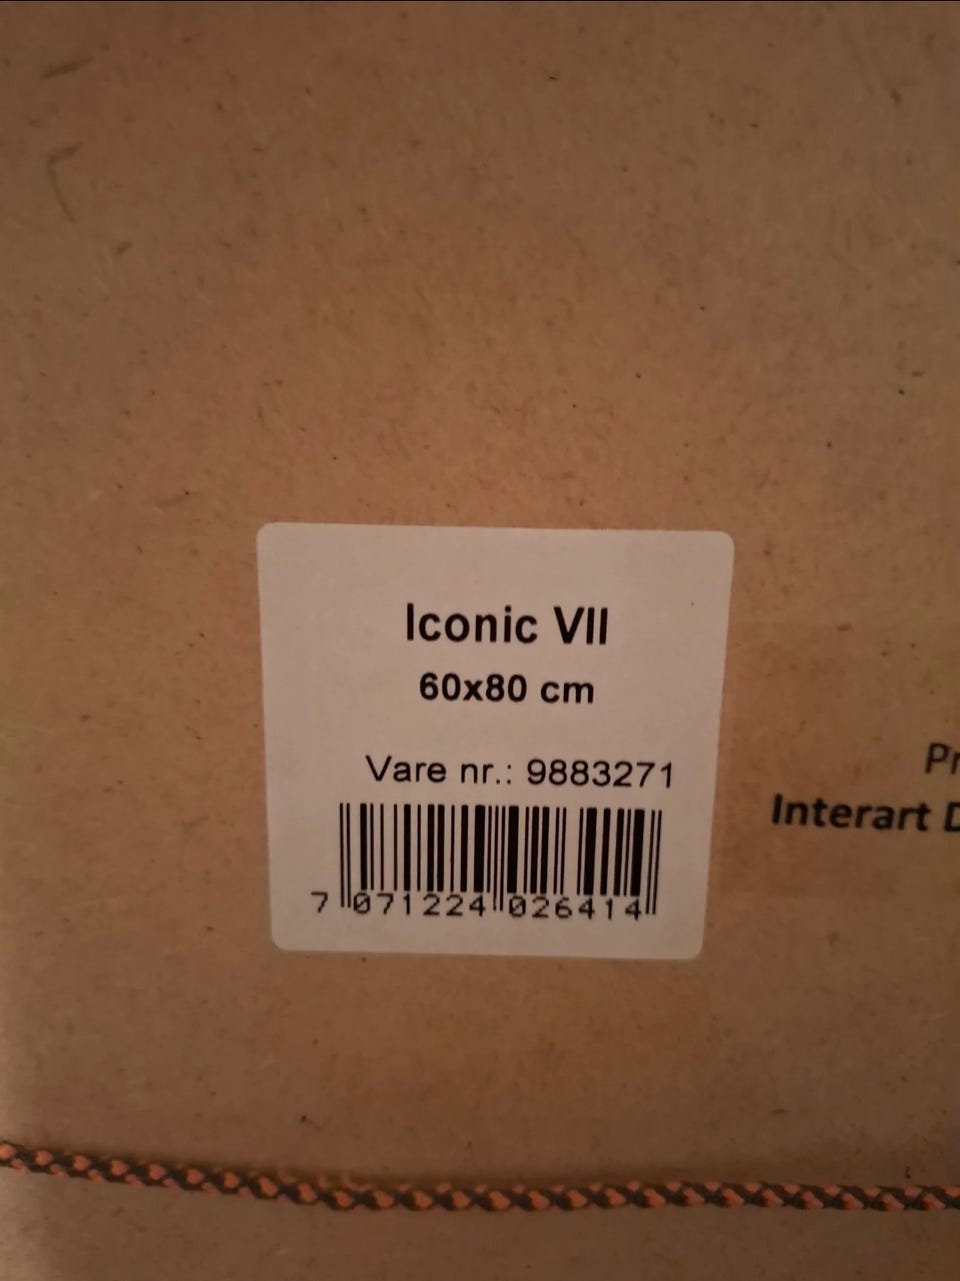 Iconic VII
60x80 cm
Vare nr.: 9883271
7 071224 026414
Interart